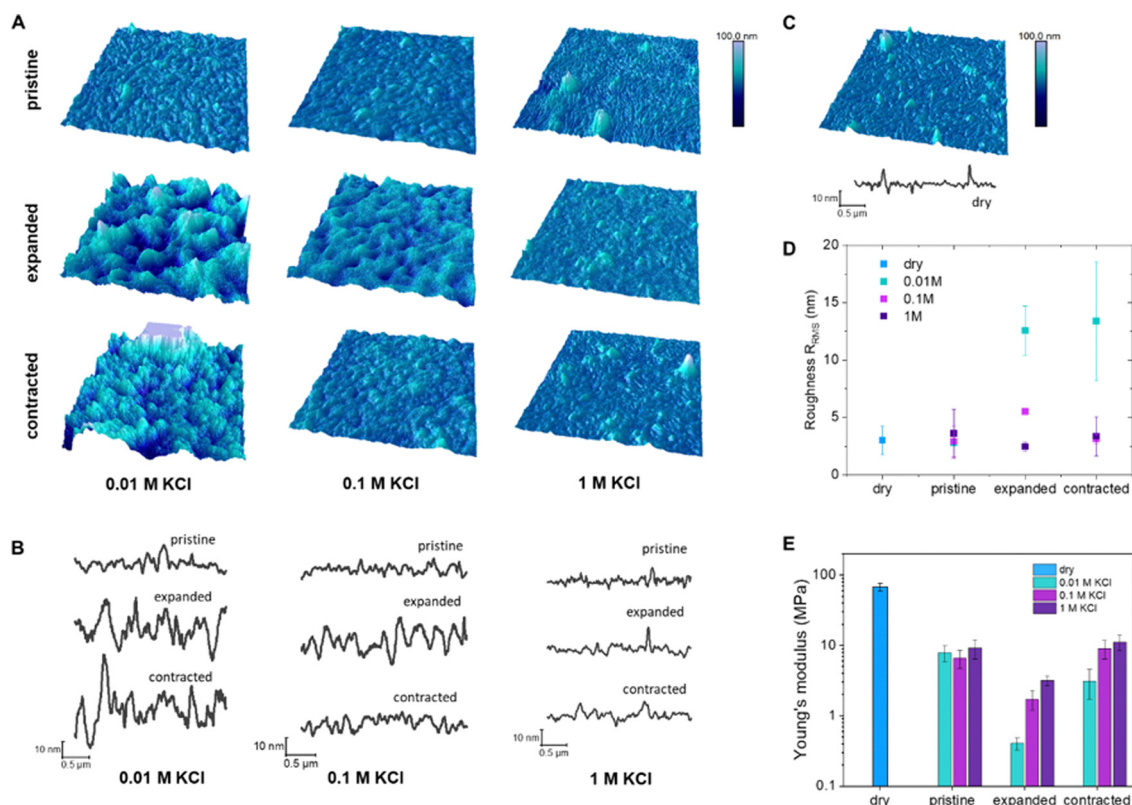 A
pristine
expanded
contracted
100.0 nm
0.01 M KCl
0.1 M KCl
1 M KCl
B
pristine
expanded
contracted
10 nm
0.5 µm
0.01 M KCl
pristine
expanded
contracted
10 nm
0.5 µm
0.1 M KCl
pristine
expanded
contracted
10 nm
0.5 µm
1 M KCl
C
100.0 nm
10 nm
0.5 µm
dry
D
Roughness RRMS (nm)
20
15
10
5
0
dry
0.01M
0.1M
1M
dry pristine expanded contracted
E
Young's modulus (MPa)
100
10
1
0.1
dry
0.01 M KCl
0.1 M KCl
1 M KCl
dry pristine expanded contracted